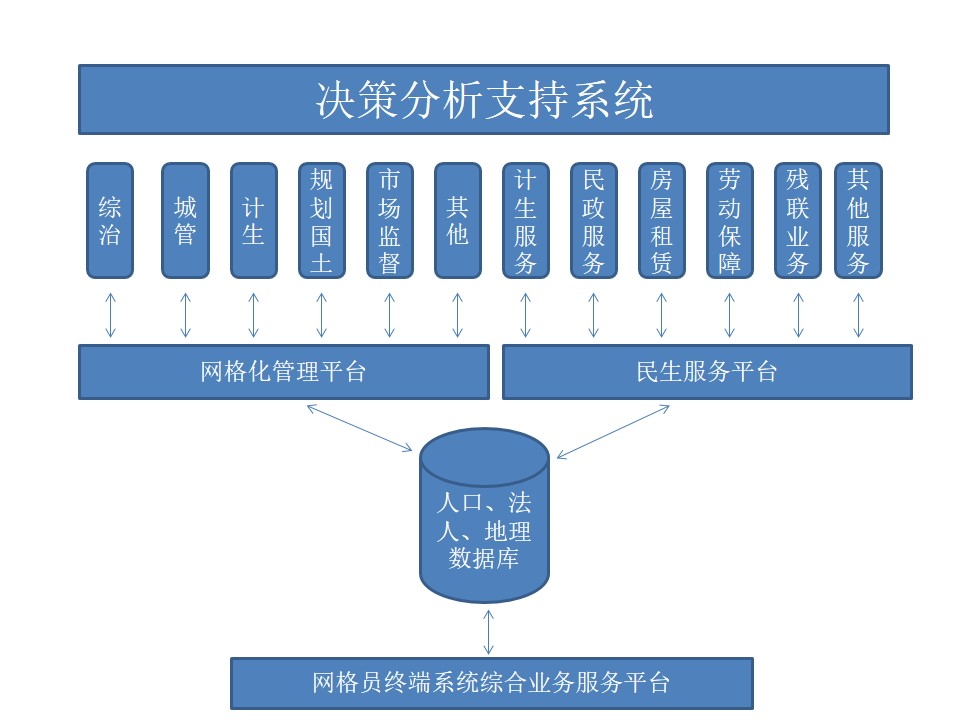 决策分析支持系统
综治
城管
计生
规划国土
市场监督
其他
计生服务
民政服务
房屋租赁
劳动保障
残联业务
其他服务
网格化管理平台
民生服务平台
人口、法
人、地理
数据库
网格员终端系统综合业务服务平台